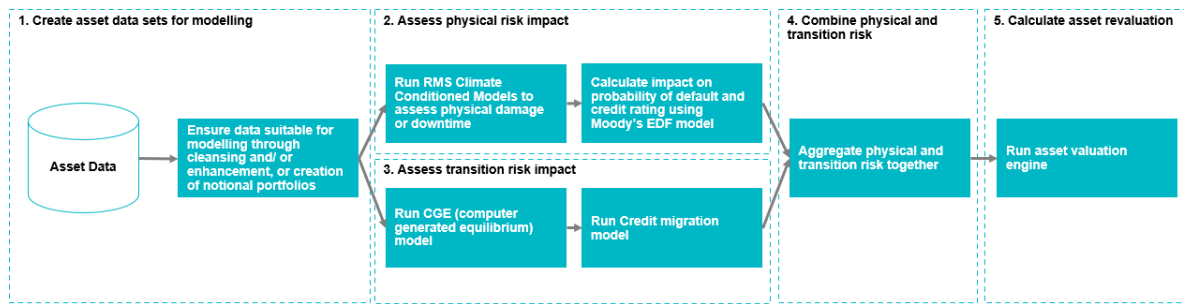 1. Create asset data sets for modelling
Asset Data
Ensure data suitable for
modelling through
cleansing and/ or
enhancement, or creation
of notional portfolios
2. Assess physical risk impact
Run RMS Climate
Conditioned Models to
assess physical damage
or downtime
Calculate impact on
probability of default and
credit rating using
Moody's EDF model
3. Assess transition risk impact
Run CGE (computer
generated equilibrium)
model
Run Credit migration
model
4. Combine physical and
transition risk
Aggregate physical and
transition risk together
5. Calculate asset revaluation
Run asset valuation
engine